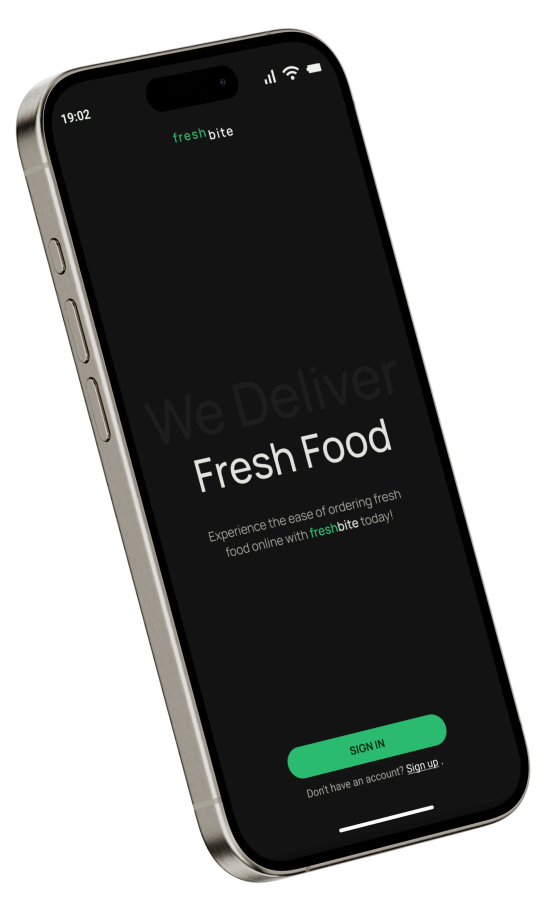 19:02
freshbite
We Deliver
Fresh Food
Experience the ease of ordering fresh
food online with freshbite today!
SIGN IN
Don't have an account? Sign up .